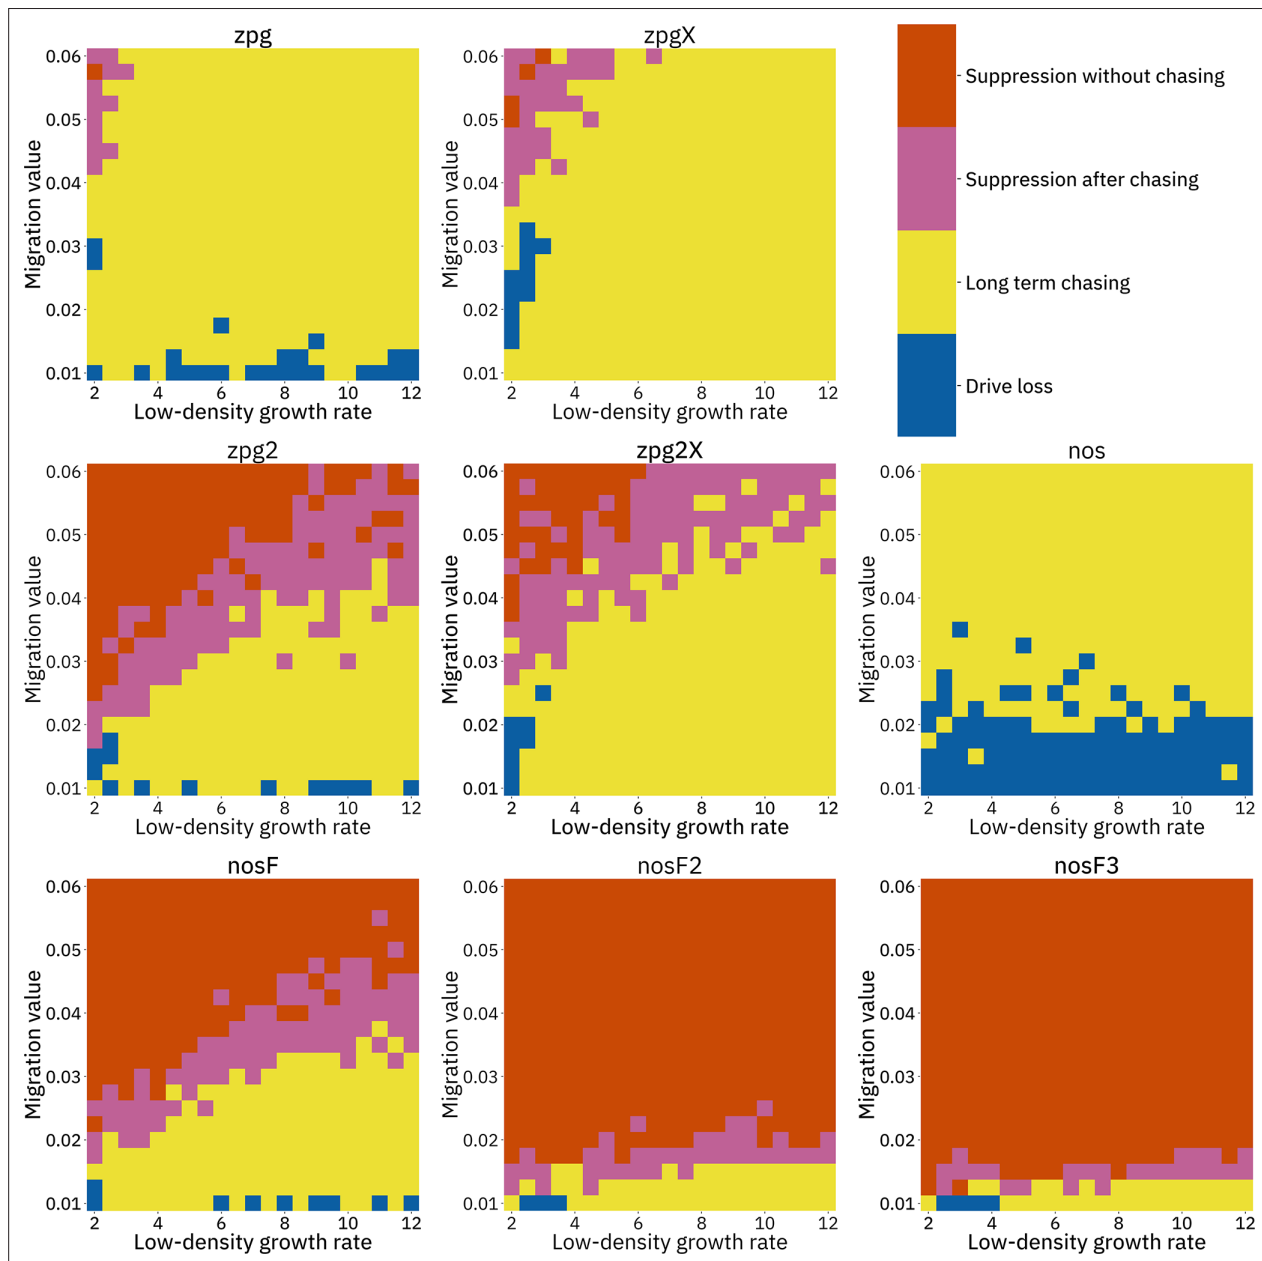 zpg
0.06
0.05
0.04
0.03
0.02
0.01
Migration value
2 4 6 8 10 12
Low-density growth rate
zpgX
0.06
0.05
0.04
0.03
0.02
0.01
Migration value
2 4 6 8 10 12
Low-density growth rate
Suppression without chasing
Suppression after chasing
Long term chasing
Drive loss
zpg2
0.06
0.05
0.04
0.03
0.02
0.01
Migration value
2 4 6 8 10 12
Low-density growth rate
zpg2X
0.06
0.05
0.04
0.03
0.02
0.01
Migration value
2 4 6 8 10 12
Low-density growth rate
nos
0.06
0.05
0.04
0.03
0.02
0.01
Migration value
2 4 6 8 10 12
Low-density growth rate
nosF
0.06
0.05
0.04
0.03
0.02
0.01
Migration value
2 4 6 8 10 12
Low-density growth rate
nosF2
0.06
0.05
0.04
0.03
0.02
0.01
Migration value
2 4 6 8 10 12
Low-density growth rate
nosF3
0.06
0.05
0.04
0.03
0.02
0.01
Migration value
2 4 6 8 10 12
Low-density growth rate